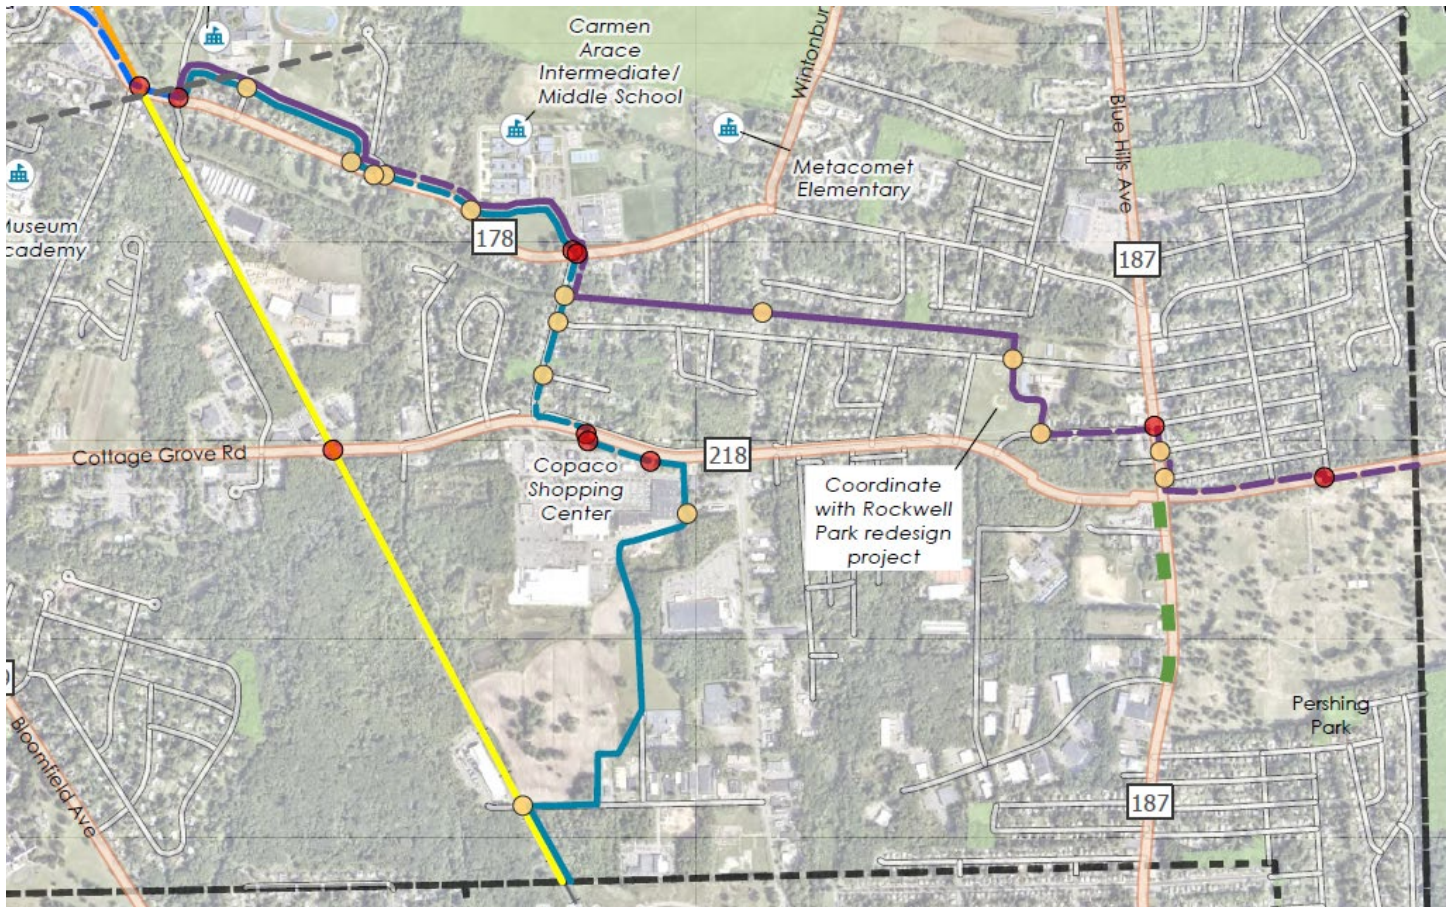 Carmen
Arace
Intermediate/
Middle School
Wintonbur
Blue Hills Ave
Metacomet
Elementary
Museum
cademy
178
187
Cottage Grove Rd
218
Copaco
Shopping
Center
Coordinate
with Rockwell
Park redesign
project
Pershing
Park
Bloomfield Ave
187